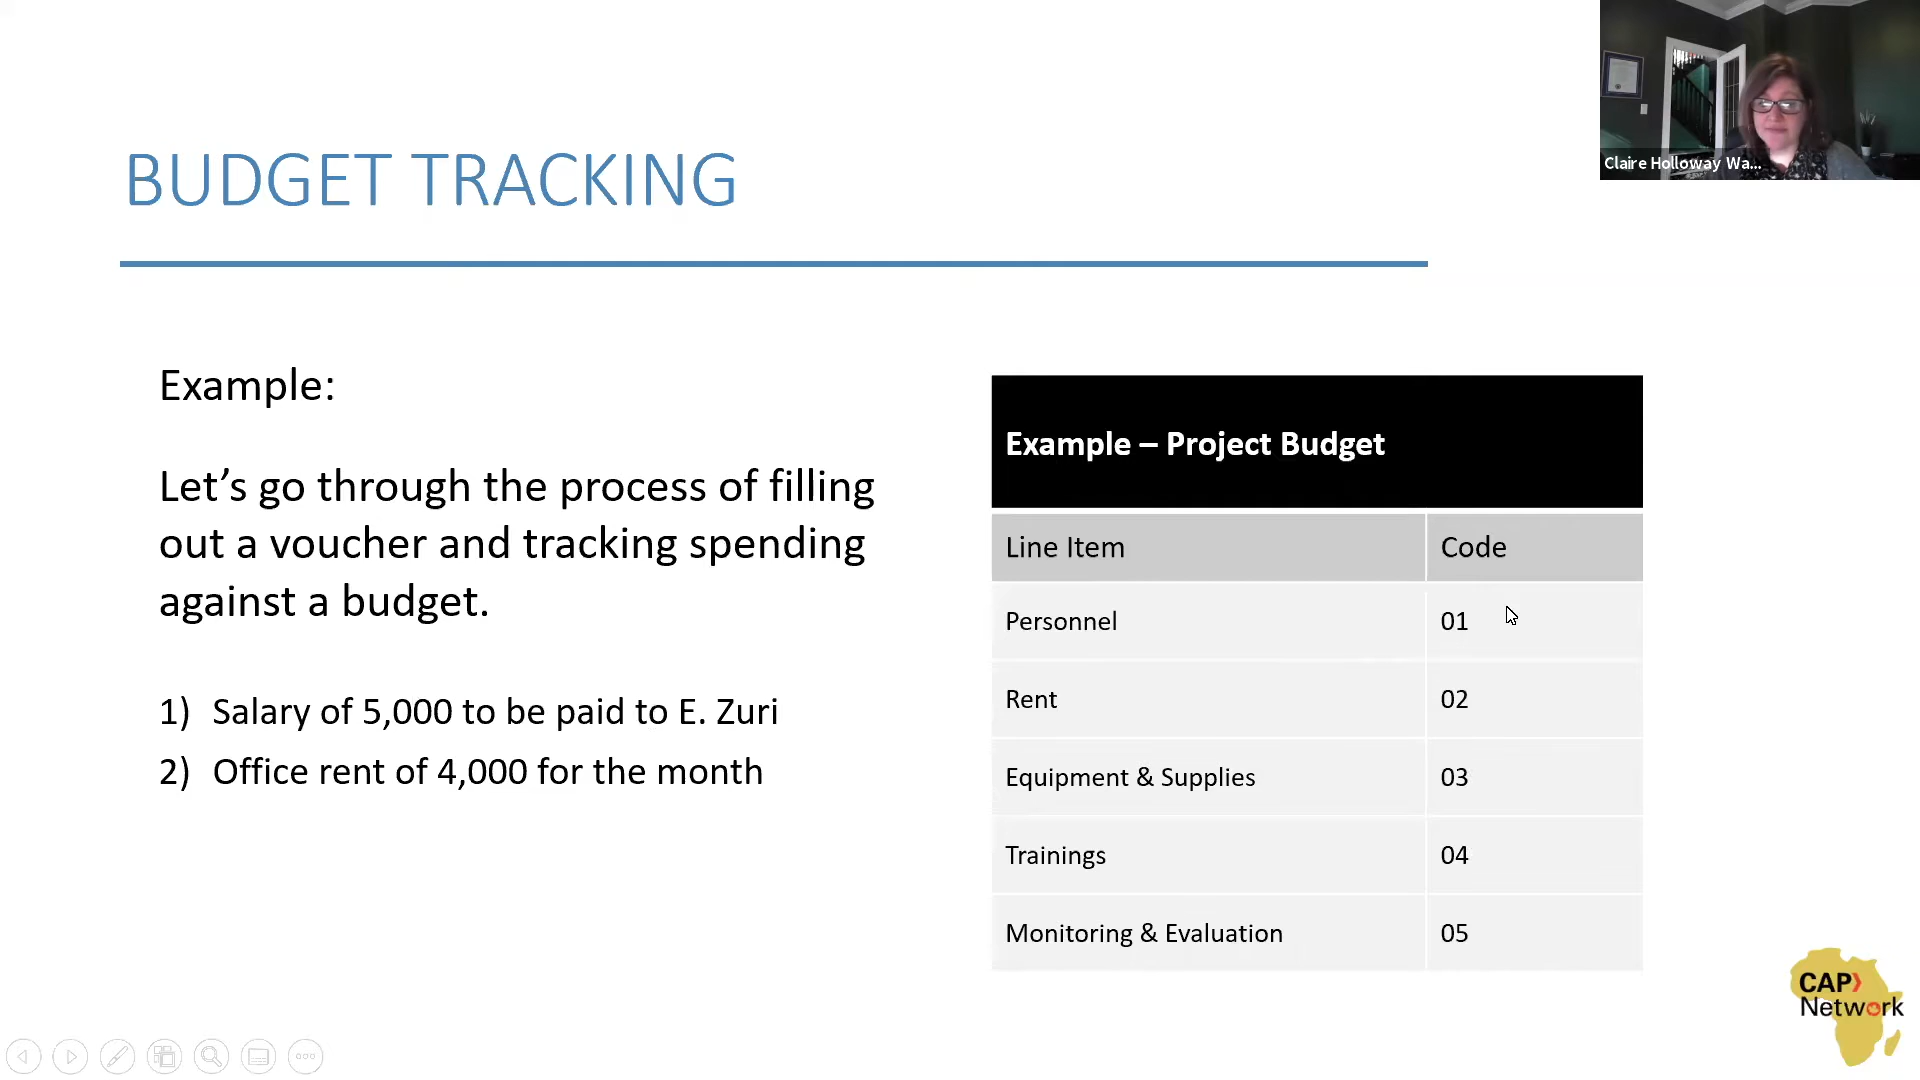 Claire Holloway Wa...
BUDGET TRACKING
Example:
Let’s go through the process of filling
out a voucher and tracking spending
against a budget.
1) Salary of 5,000 to be paid to E. Zuri
2) Office rent of 4,000 for the month
Example – Project Budget
Line Item Code
Personnel 01
Rent 02
Equipment & Supplies 03
Trainings 04
Monitoring & Evaluation 05
CAP
Network